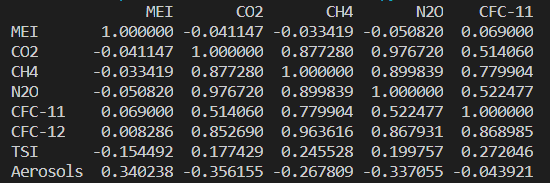 MEI CO2 CH4 N2O CFC-11
MEI 1.000000 -0.041147 -0.033419 -0.050820 0.069000
CO2 -0.041147 1.000000 0.877280 0.976720 0.514060
CH4 -0.033419 0.877280 1.000000 0.899839 0.779904
N2O -0.050820 0.976720 0.899839 1.000000 0.522477
CFC-11 0.069000 0.514060 0.779904 0.522477 1.000000
CFC-12 0.008286 0.852690 0.963616 0.867931 0.868985
TSI -0.154492 0.177429 0.245528 0.199757 0.272046
Aerosols 0.340238 -0.356155 -0.267809 -0.337055 -0.043921